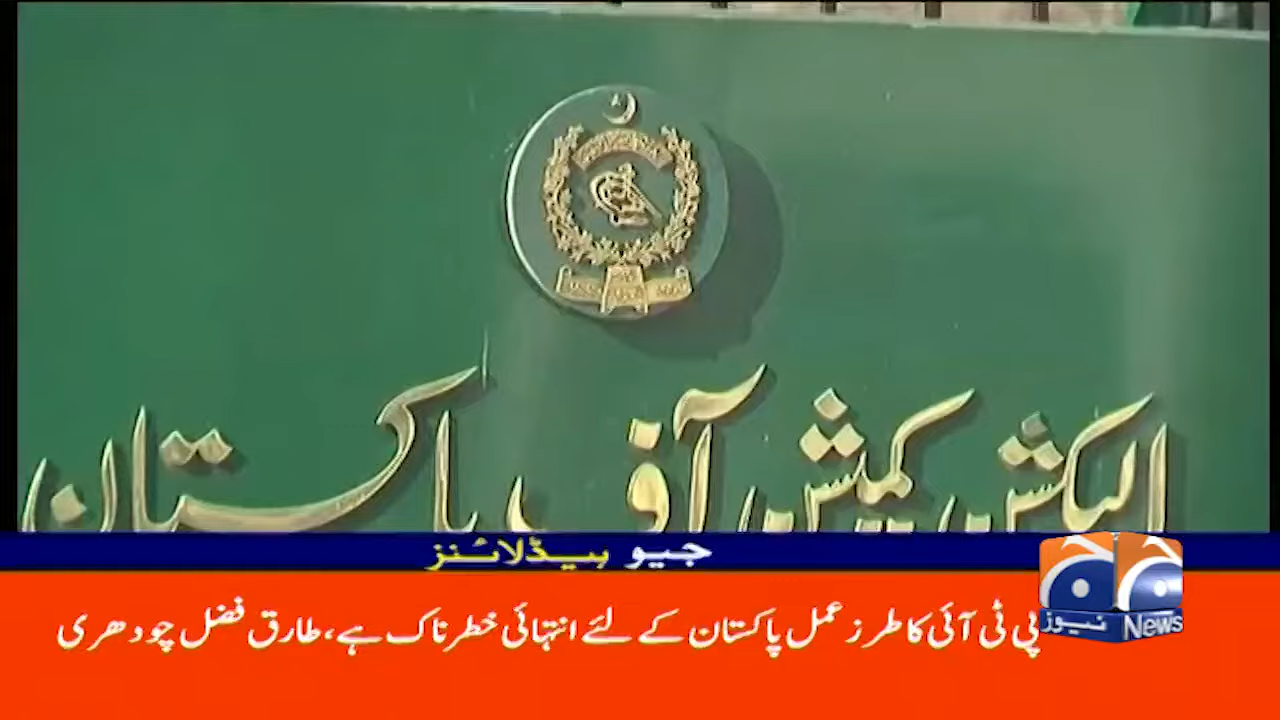 الیکشن کمیشن آف پاکستان
جیو ہیڈلائنز
پی ٹی آئی کا طرز عمل پاکستان کے لئے انتہائی خطرناک ہے، طارق فضل چودھری
جیو نیوز News